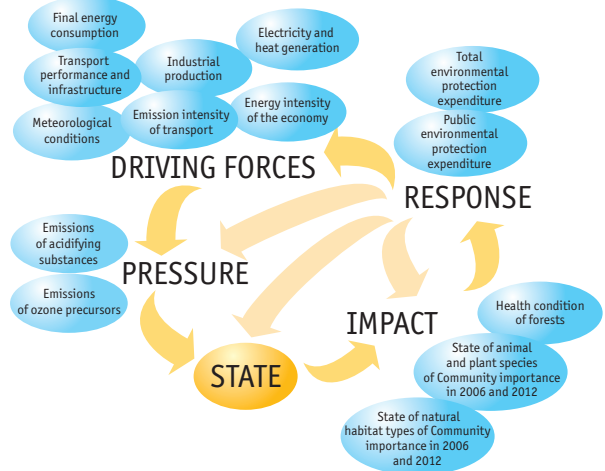 Final energy
consumption
Electricity and
heat generation
Transport
performance and
infrastructure
Industrial
production
Total
environmental
protection
expenditure
Meteorological
conditions
Emission intensity
of transport
Energy intensity
of the economy
Public
environmental
protection
expenditure
DRIVING FORCES
RESPONSE
Emissions
of acidifying
substances
PRESSURE
Emissions
of ozone precursors
IMPACT
Health condition
of forests
STATE
State of animal
and plant species
of Community importance
in 2006 and 2012
State of natural
habitat types of Community
importance in 2006
and 2012